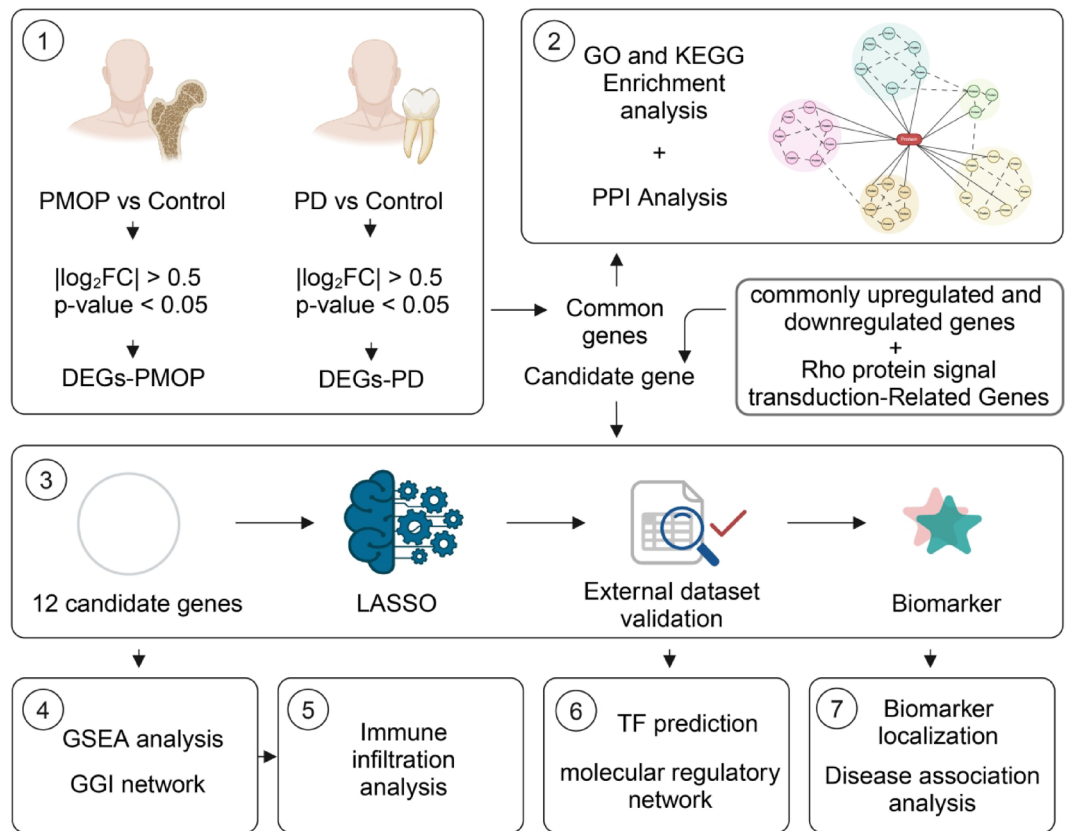 1
PMOP vs Control
|log₂FC| > 0.5
p-value < 0.05
DEGs-PMOP
PD vs Control
|log₂FC| > 0.5
p-value < 0.05
DEGs-PD
2
GO and KEGG
Enrichment
analysis
+
PPI Analysis
Protein
Common
genes
Candidate gene
commonly upregulated and
downregulated genes
+
Rho protein signal
transduction-Related Genes
3
12 candidate genes
LASSO
External dataset
validation
Biomarker
4
GSEA analysis
GGI network
5
Immune
infiltration
analysis
6
TF prediction
molecular regulatory
network
7
Biomarker
localization
Disease association
analysis